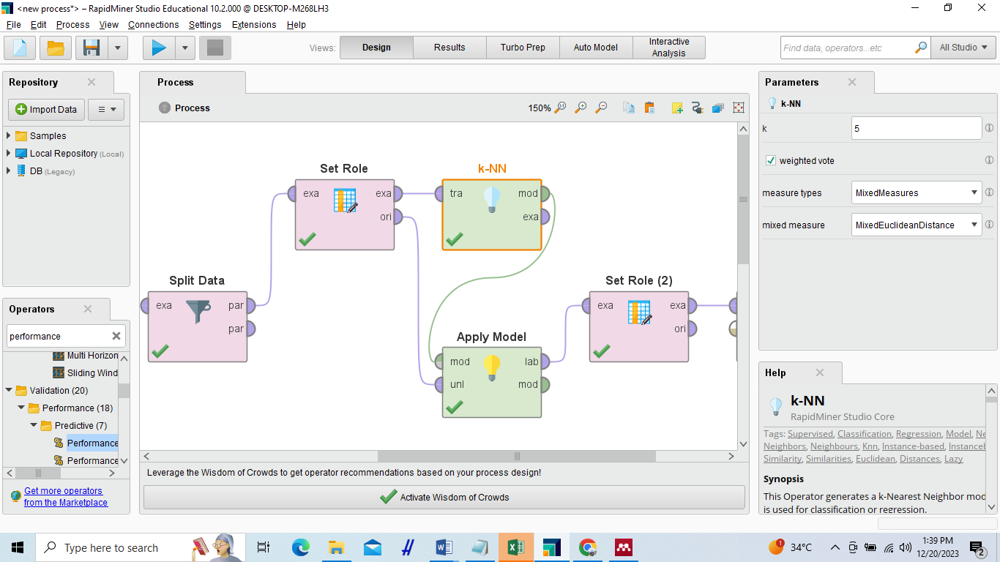 <new process*> – RapidMiner Studio Educational 10.2.000 @ DESKTOP-M268LH3
File Edit Process View Connections Settings Extensions Help
Views: Design Results Turbo Prep Auto Model Interactive Analysis
Find data, operators...etc All Studio
Repository
Import Data
Samples
Local Repository (Local)
DB (Legacy)
Operators
performance
Multi Horizon
Sliding Wind
Validation (20)
Performance (18)
Predictive (7)
Performance
Performance
Get more operators
from the Marketplace
Process
Process
150%
Set Role
exa exa
ori
k-NN
tra mod
exa
Split Data
exa par
par
Apply Model
mod lab
unl mod
Set Role (2)
exa exa
ori
Leverage the Wisdom of Crowds to get operator recommendations based on your process design!
Activate Wisdom of Crowds
Parameters
k-NN
k 5
weighted vote
measure types MixedMeasures
mixed measure MixedEuclideanDistance
Help
k-NN
RapidMiner Studio Core
Tags: Supervised, Classification, Regression, Model, Ne
Neighbors, Neighbours, Knn, Instance-based, Instancel
Similarity, Similarities, Euclidean, Distances, Lazy
Synopsis
This Operator generates a k-Nearest Neighbor mod
is used for classification or regression.
Type here to search
34°C
1:39 PM
12/20/2023
1
2